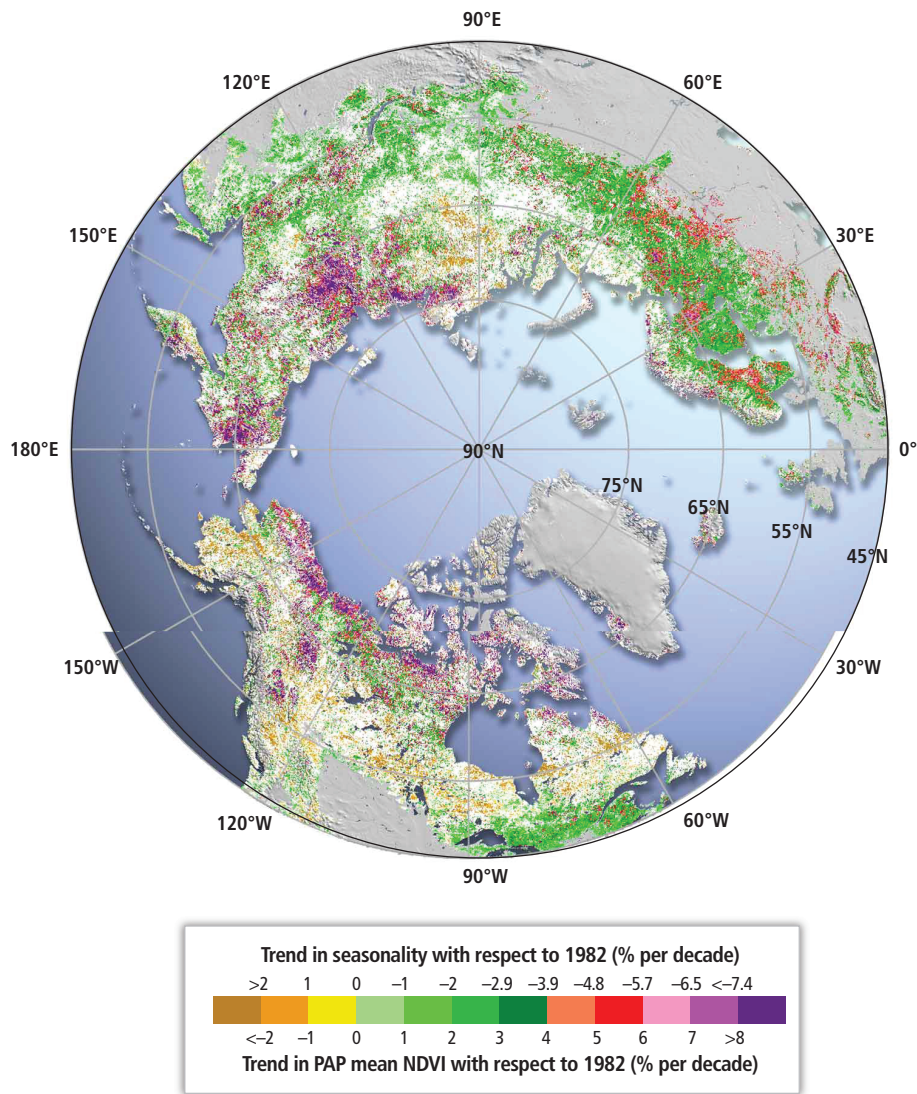 90°E
120°E
60°E
150°E
30°E
180°E
90°N
0°
75°N
65°N
55°N
45°N
150°W
30°W
120°W
60°W
90°W
Trend in seasonality with respect to 1982 (% per decade)
>2 1 0 –1 –2 –2.9 –3.9 –4.8 –5.7 –6.5 <–7.4
<–2 –1 0 1 2 3 4 5 6 7 >8
Trend in PAP mean NDVI with respect to 1982 (% per decade)